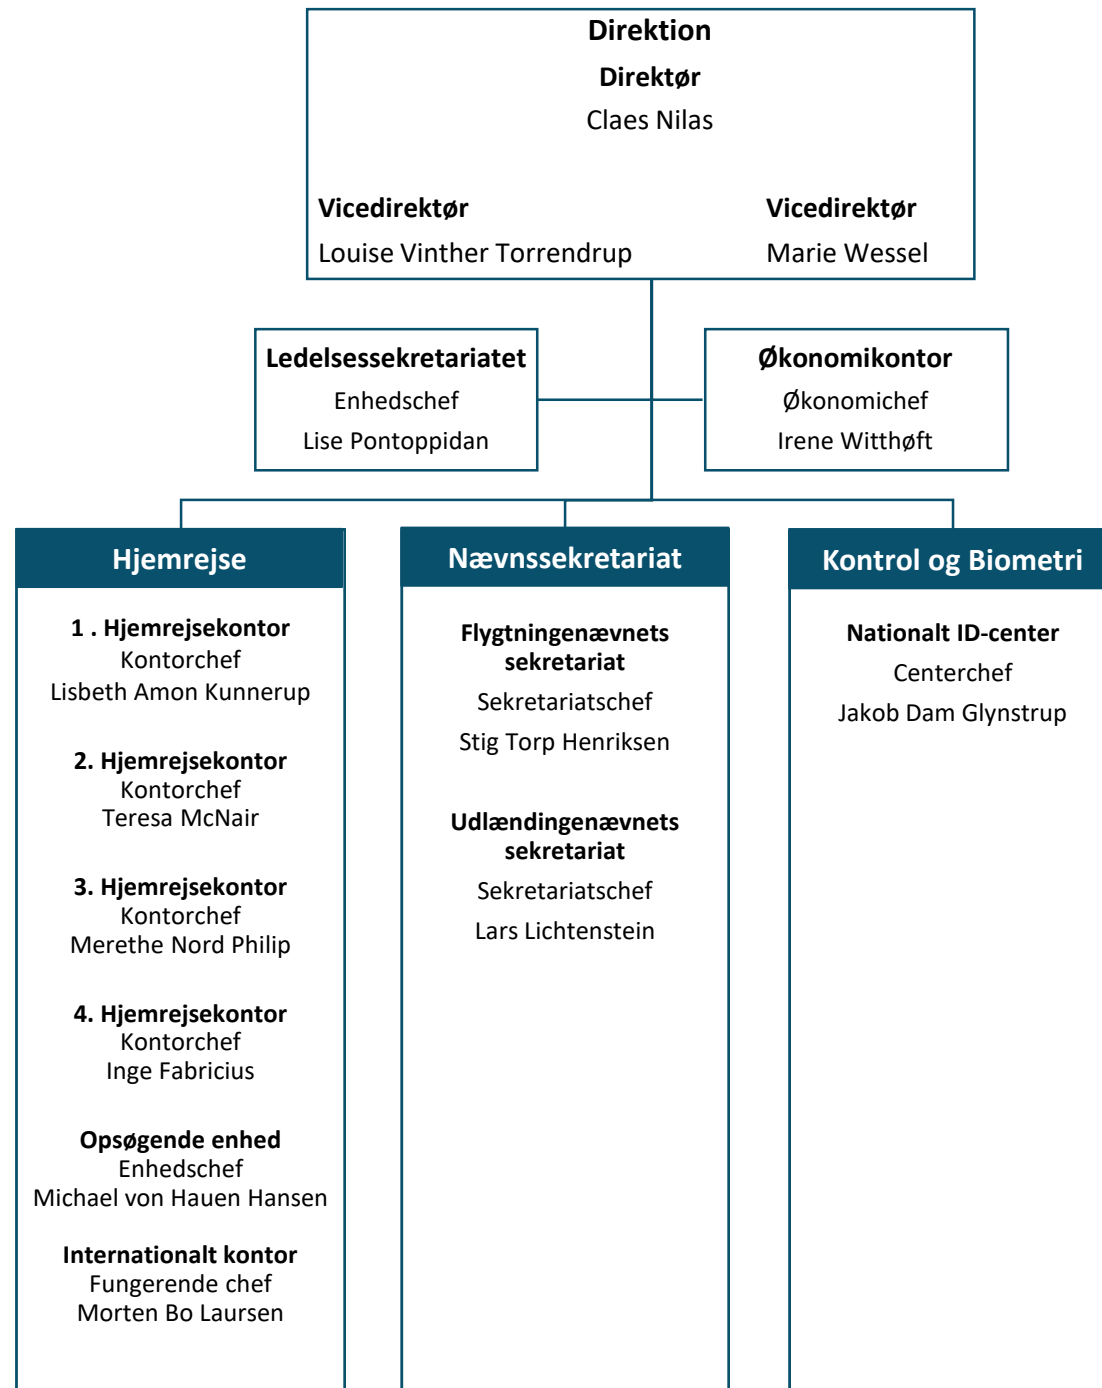 Direktion
Direktør
Claes Nilas
Vicedirektør
Louise Vinther Torrendrup
Vicedirektør
Marie Wessel
Ledelsessekretariatet
Enhedschef
Lise Pontoppidan
Økonomikontor
Økonomichef
Irene Witthøft
Hjemrejse
1 . Hjemrejsekontor
Kontorchef
Lisbeth Amon Kunnerup
2. Hjemrejsekontor
Kontorchef
Teresa McNair
3. Hjemrejsekontor
Kontorchef
Merethe Nord Philip
4. Hjemrejsekontor
Kontorchef
Inge Fabricius
Opsøgende enhed
Enhedschef
Michael von Hauen Hansen
Internationalt kontor
Fungerende chef
Morten Bo Laursen
Nævnssekretariat
Flygtningenævnets
sekretariat
Sekretariatschef
Stig Torp Henriksen
Udlændingenævnets
sekretariat
Sekretariatschef
Lars Lichtenstein
Kontrol og Biometri
Nationalt ID-center
Centerchef
Jakob Dam Glynstrup